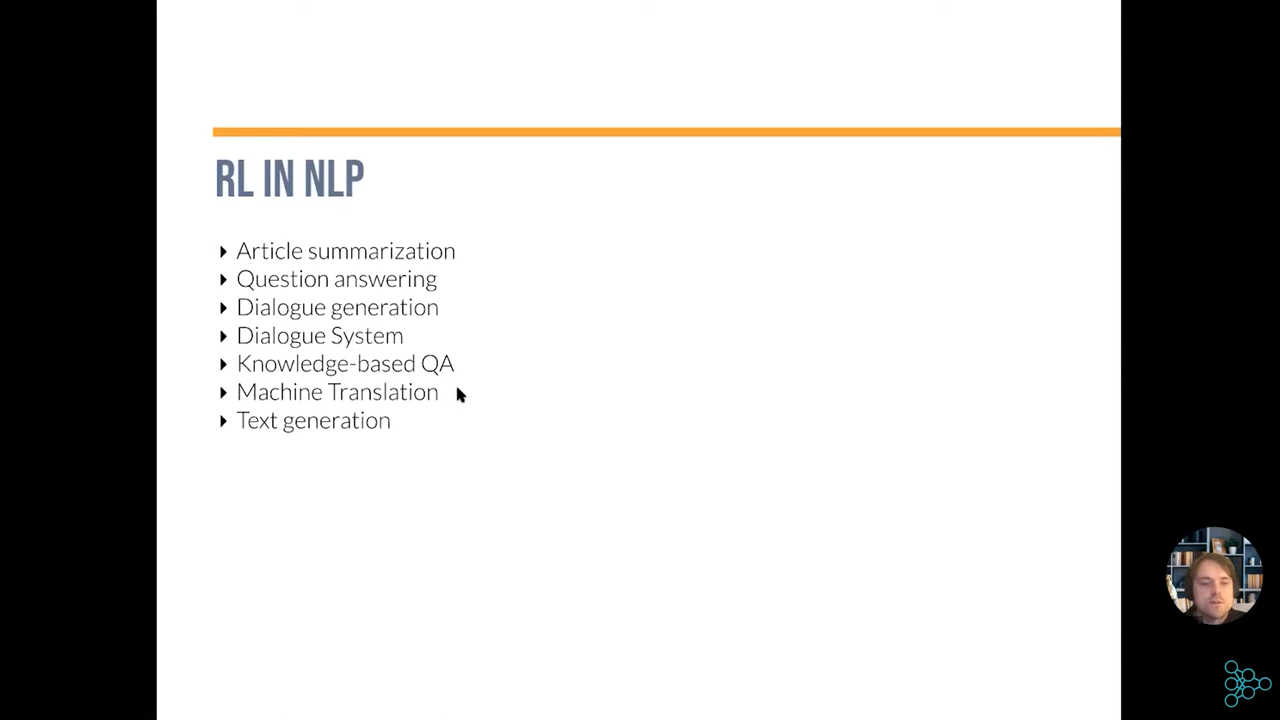 RL IN NLP
Article summarization
Question answering
Dialogue generation
Dialogue System
Knowledge-based QA
Machine Translation
Text generation